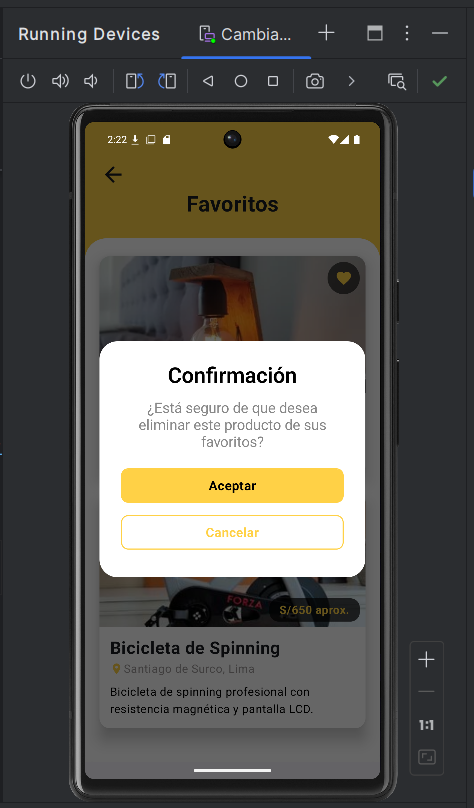 Running Devices
Cambia...
2:22
Favoritos
Confirmación
¿Está seguro de que desea
eliminar este producto de sus
favoritos?
Aceptar
Cancelar
FORZA
S/650 aprox.
Bicicleta de Spinning
Santiago de Surco, Lima
Bicicleta de spinning profesional con
resistencia magnética y pantalla LCD.
1:1